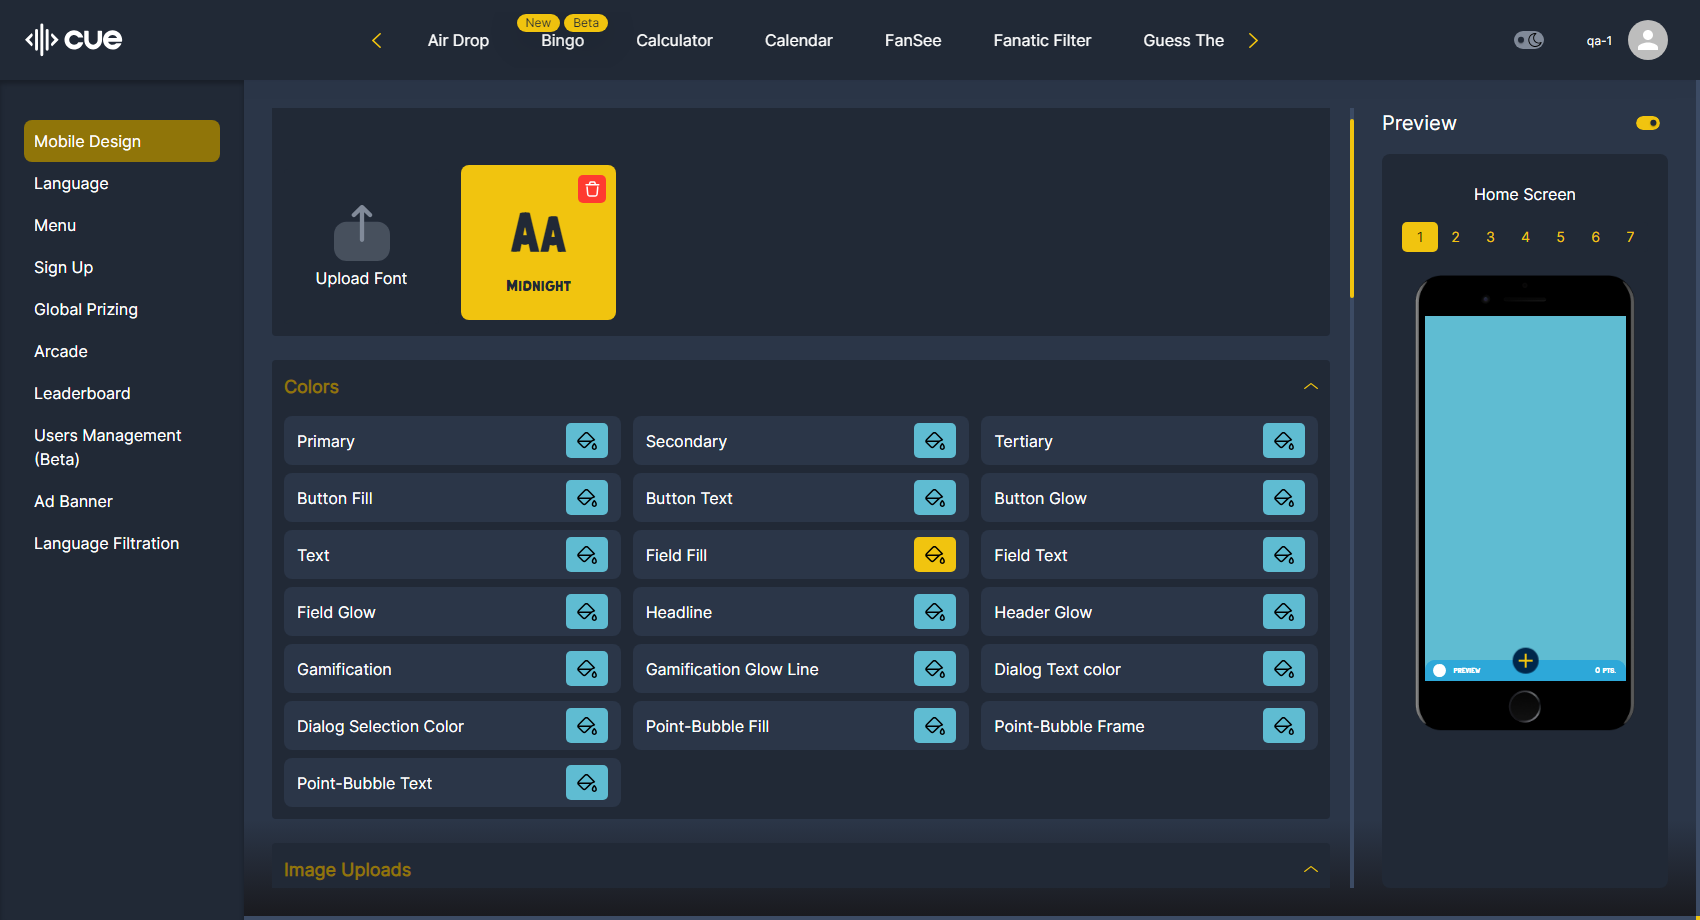 cue
Air Drop
New
Beta
Bingo
Calculator
Calendar
FanSee
Fanatic Filter
Guess The
qa-1
Mobile Design
Language
Menu
Sign Up
Global Prizing
Arcade
Leaderboard
Users Management
(Beta)
Ad Banner
Language Filtration
Upload Font
AA
MIDNIGHT
Colors
Primary
Secondary
Tertiary
Button Fill
Button Text
Button Glow
Text
Field Fill
Field Text
Field Glow
Headline
Header Glow
Gamification
Gamification Glow Line
Dialog Text color
Dialog Selection Color
Point-Bubble Fill
Point-Bubble Frame
Point-Bubble Text
Image Uploads
Preview
Home Screen
1 2 3 4 5 6 7
PREVIEW
0 PTS.